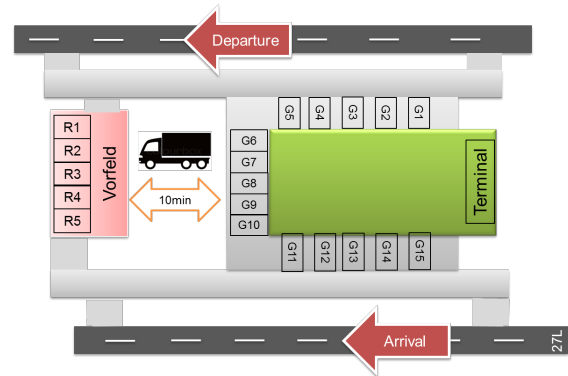 Departure
G5
G4
G3
G2
G1
R1
R2
R3
R4
R5
Vorfeld
10min
G6
G7
G8
G9
G10
Terminal
G11
G12
G13
G14
G15
Arrival
27L